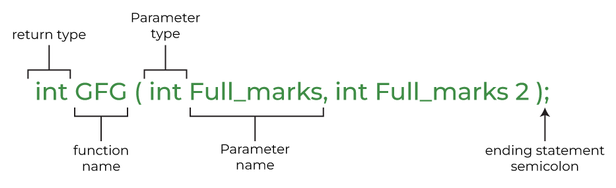 Parameter
type
return type
int GFG ( int Full_marks, int Full_marks 2 );
function
name
Parameter
name
ending statement
semicolon